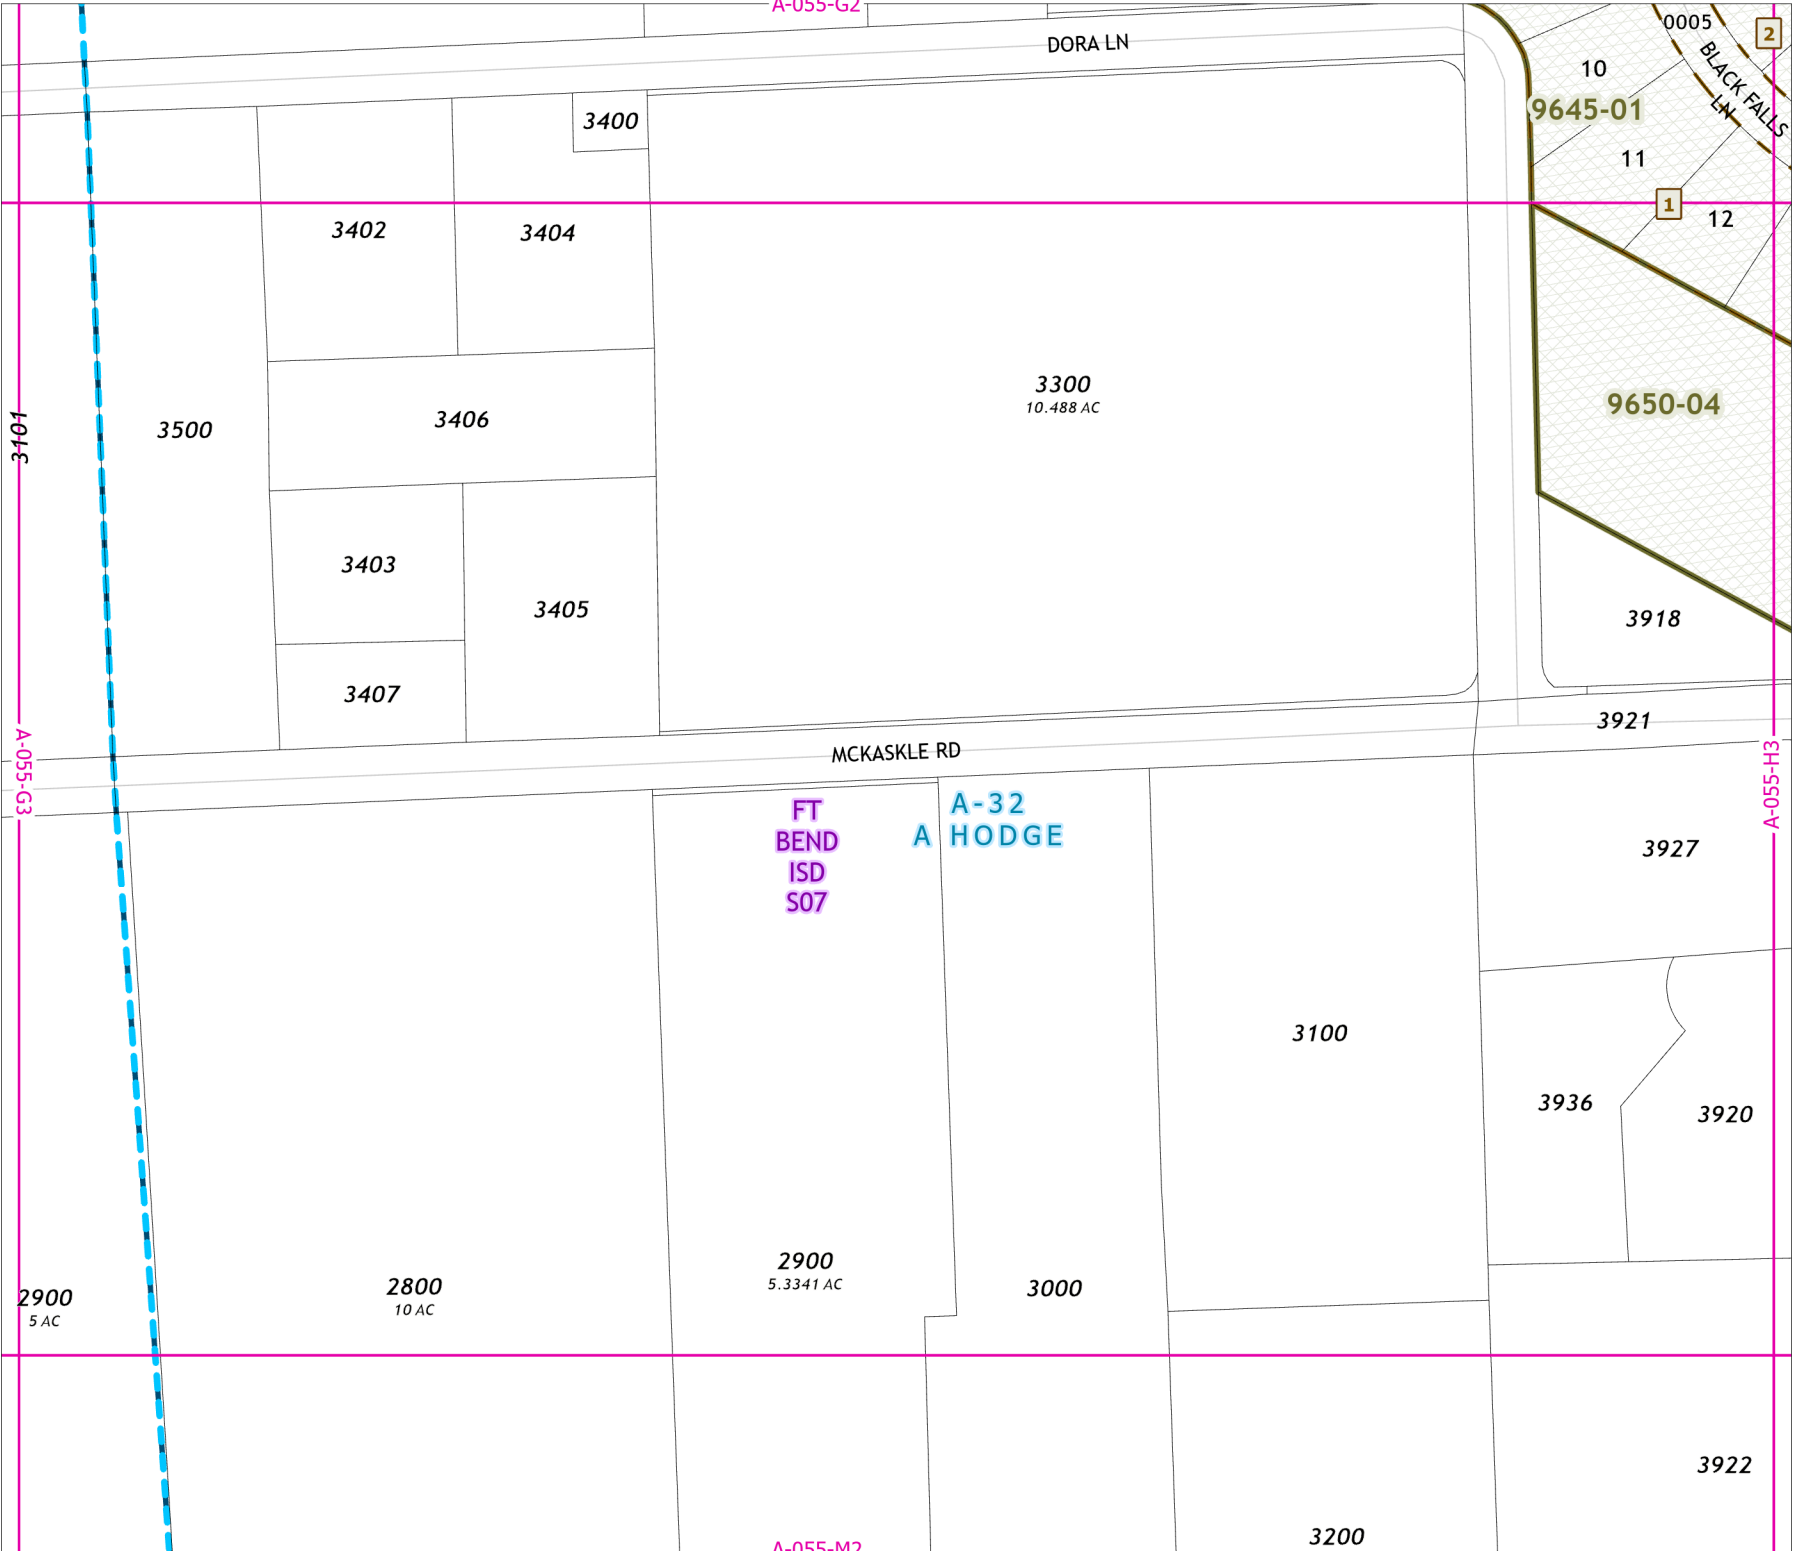 A-055-G2
DORA LN
0005
2
BLACK FALLS
LN
10
9645-01
11
1
12
3400
3402
3404
3300
10.488 AC
3101
3500
3406
9650-04
3403
3405
3918
3407
3921
A-055-G3
MCKASKLE RD
A-055-H3
FT
BEND
ISD
S07
A-32
A HODGE
3927
3100
3936
3920
2900
5 AC
2800
10 AC
2900
5.3341 AC
3000
3922
3200
A-055-M2